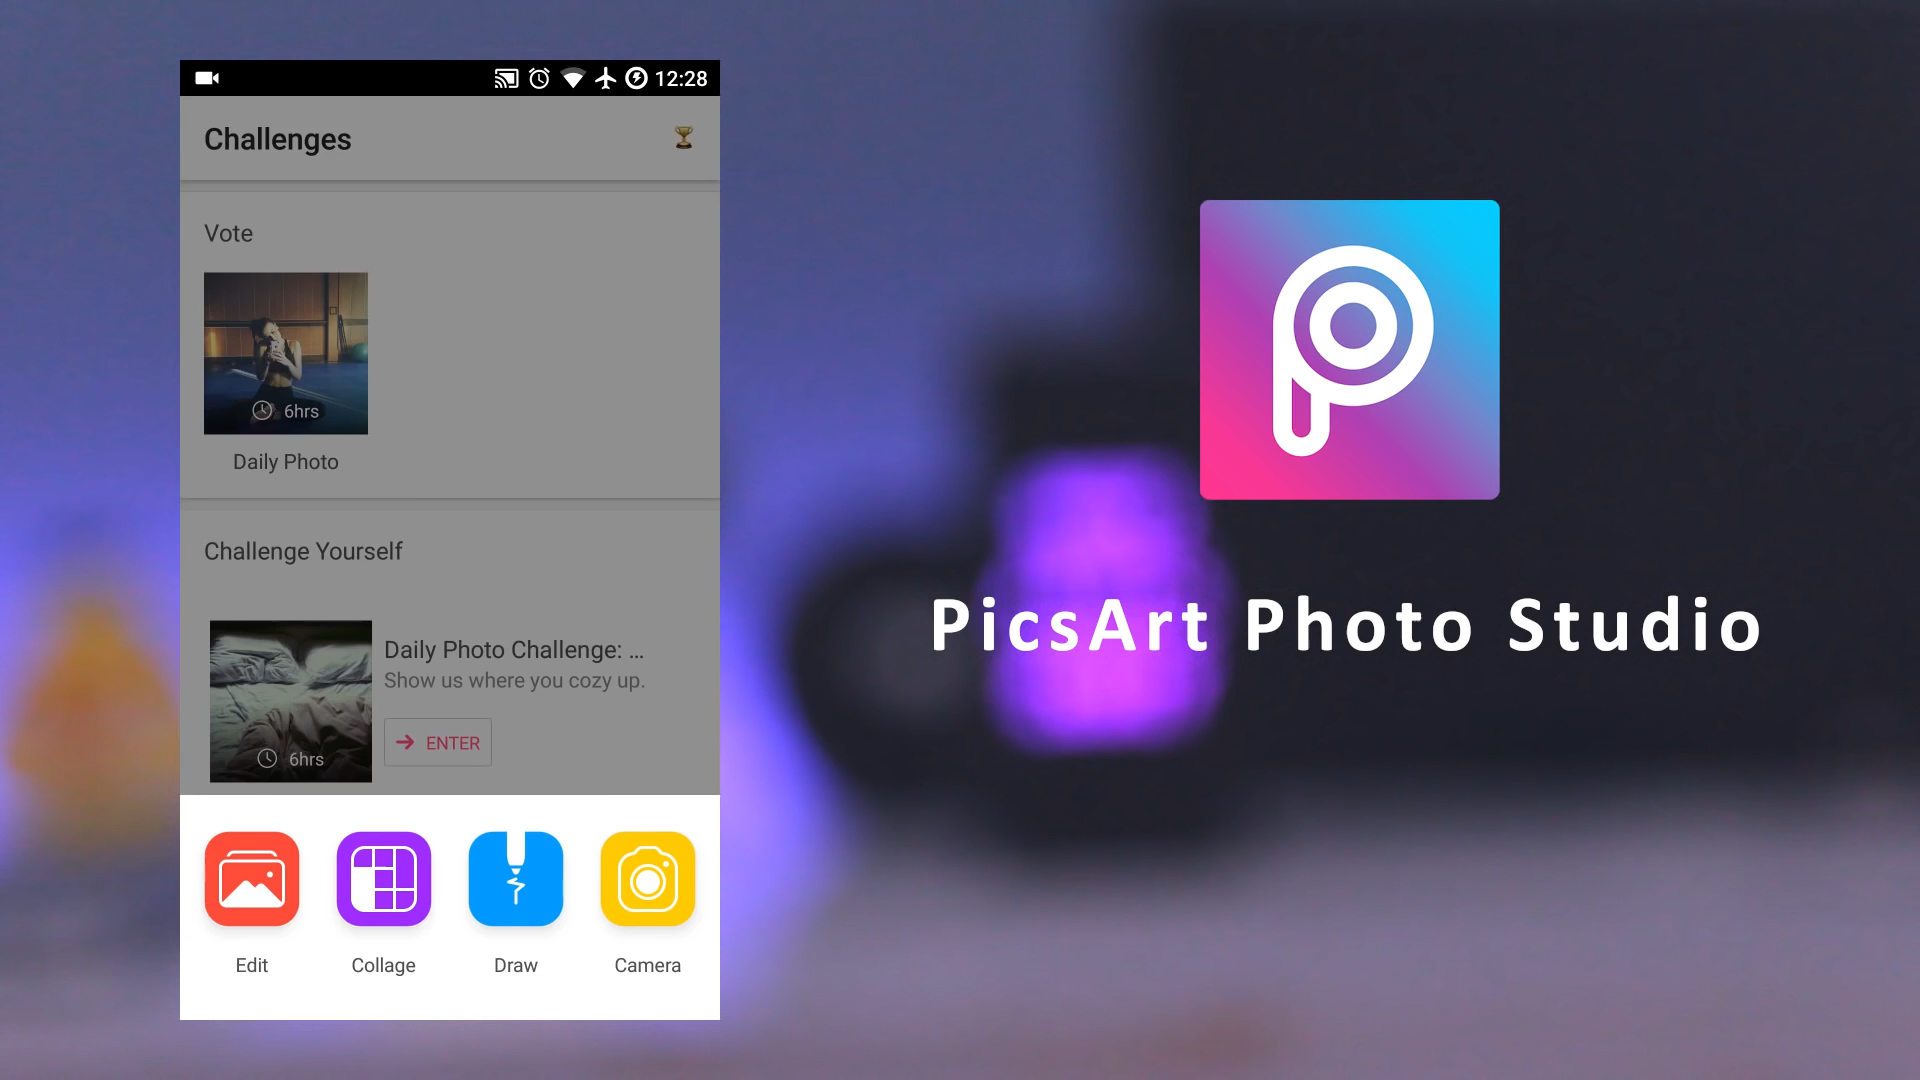 12:28
Challenges
Vote
6hrs
Daily Photo
Challenge Yourself
Daily Photo Challenge: ...
Show us where you cozy up.
6hrs
ENTER
Edit
Collage
Draw
Camera
PicsArt Photo Studio